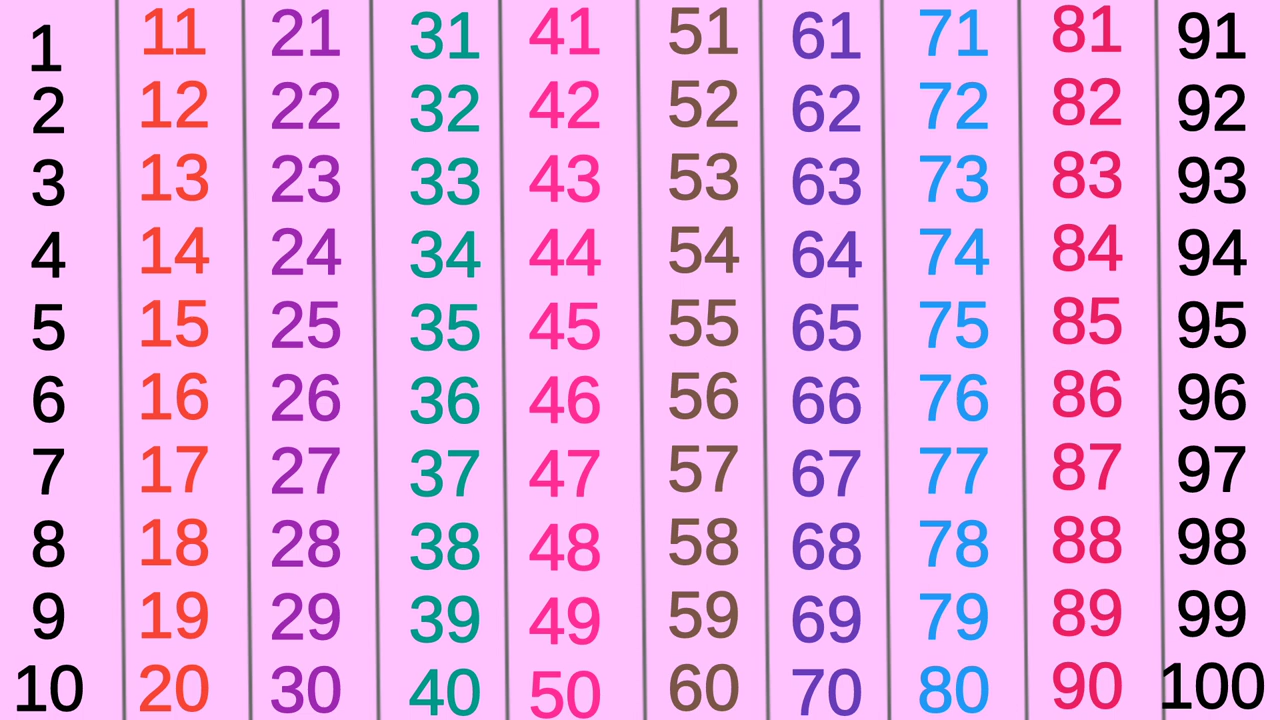 1 11 21 31 41 51 61 71 81 91
2 12 22 32 42 52 62 72 82 92
3 13 23 33 43 53 63 73 83 93
4 14 24 34 44 54 64 74 84 94
5 15 25 35 45 55 65 75 85 95
6 16 26 36 46 56 66 76 86 96
7 17 27 37 47 57 67 77 87 97
8 18 28 38 48 58 68 78 88 98
9 19 29 39 49 59 69 79 89 99
10 20 30 40 50 60 70 80 90 100